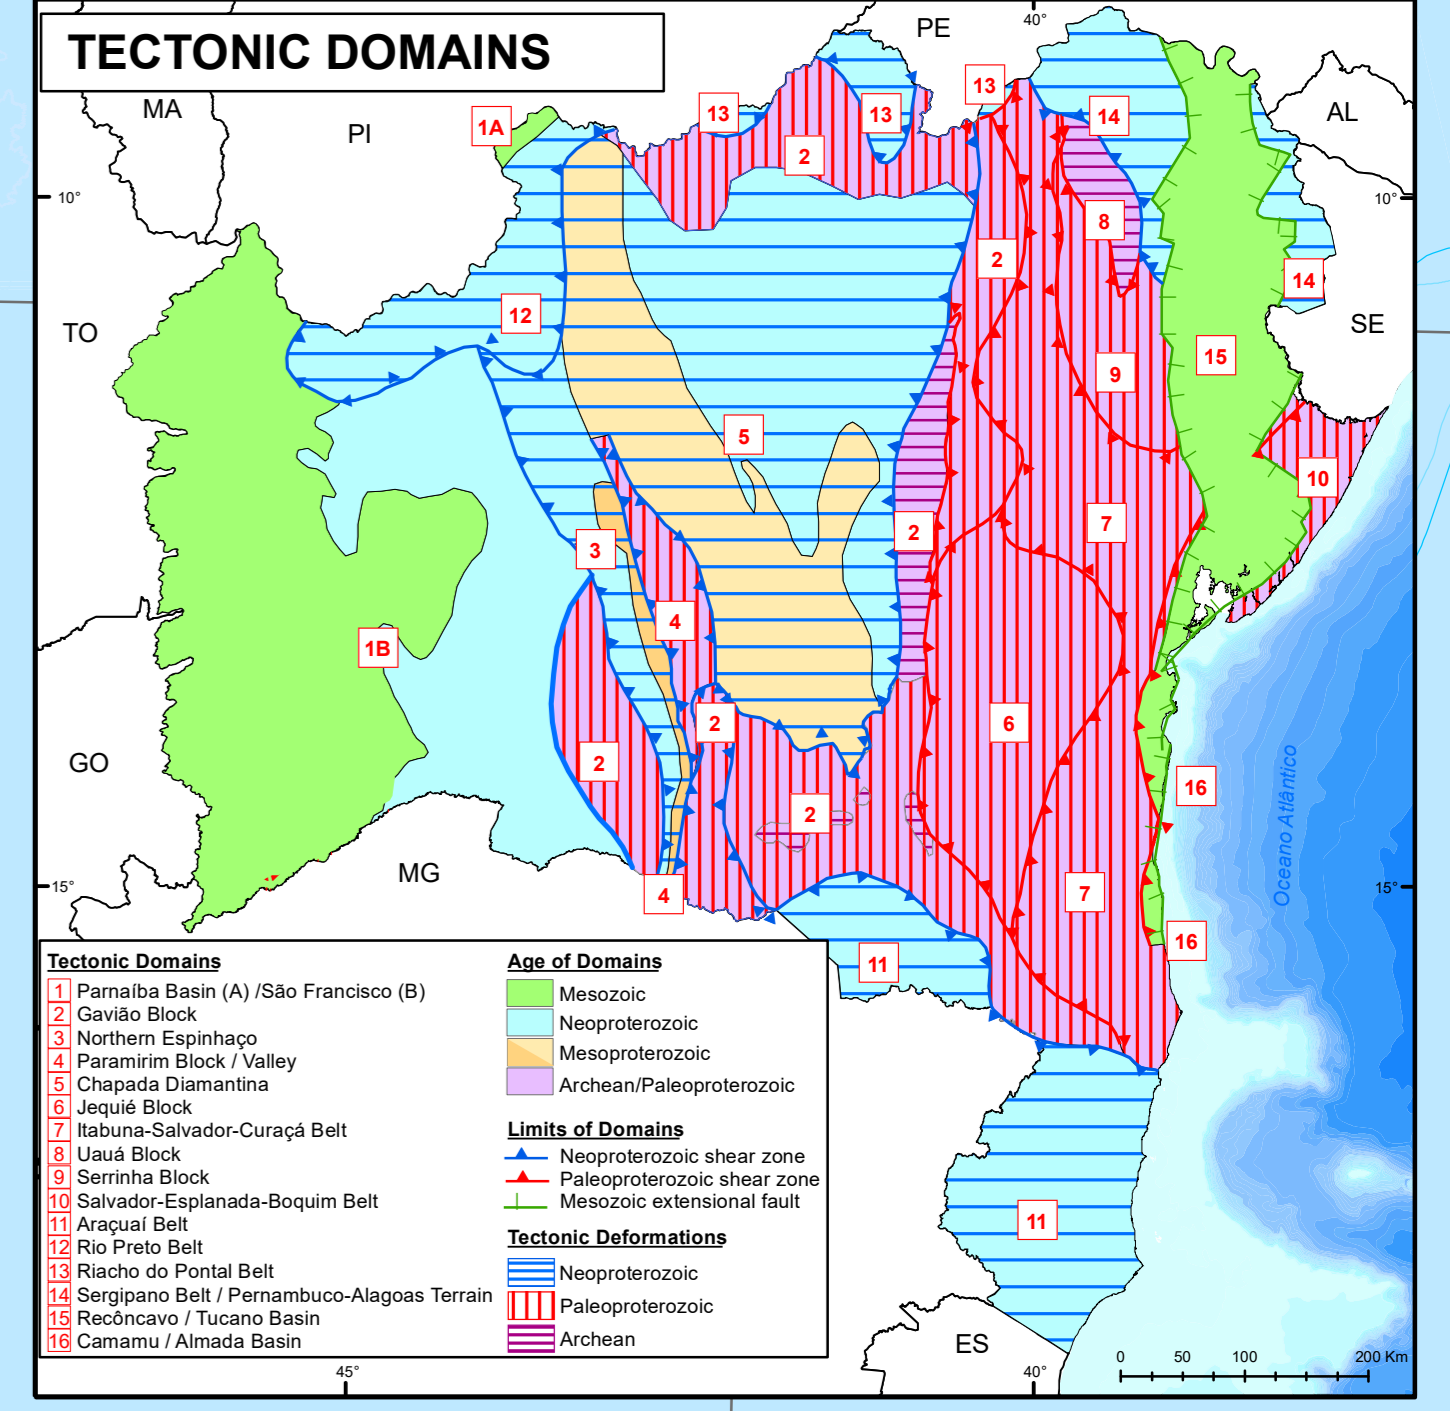 TECTONIC DOMAINS
40°
PE
MA
PI
AL
1A
13
13
13
14
2
10°
10°
8
2
14
TO
12
SE
15
9
5
10
7
2
3
4
1B
2
6
GO
2
16
2
Oceano Atlântico
MG
15°
15°
4
7
16
11
Tectonic Domains
1 Parnaíba Basin (A) /São Francisco (B)
2 Gavião Block
3 Northern Espinhaço
4 Paramirim Block / Valley
5 Chapada Diamantina
6 Jequié Block
7 Itabuna-Salvador-Curaçá Belt
8 Uauá Block
9 Serrinha Block
10 Salvador-Esplanada-Boquim Belt
11 Araçuaí Belt
12 Rio Preto Belt
13 Riacho do Pontal Belt
14 Sergipano Belt / Pernambuco-Alagoas Terrain
15 Recôncavo / Tucano Basin
16 Camamu / Almada Basin
Age of Domains
Mesozoic
Neoproterozoic
Mesoproterozoic
Archean/Paleoproterozoic
Limits of Domains
Neoproterozoic shear zone
Paleoproterozoic shear zone
Mesozoic extensional fault
Tectonic Deformations
Neoproterozoic
Paleoproterozoic
Archean
11
ES
0 50 100 200 Km
45°
40°